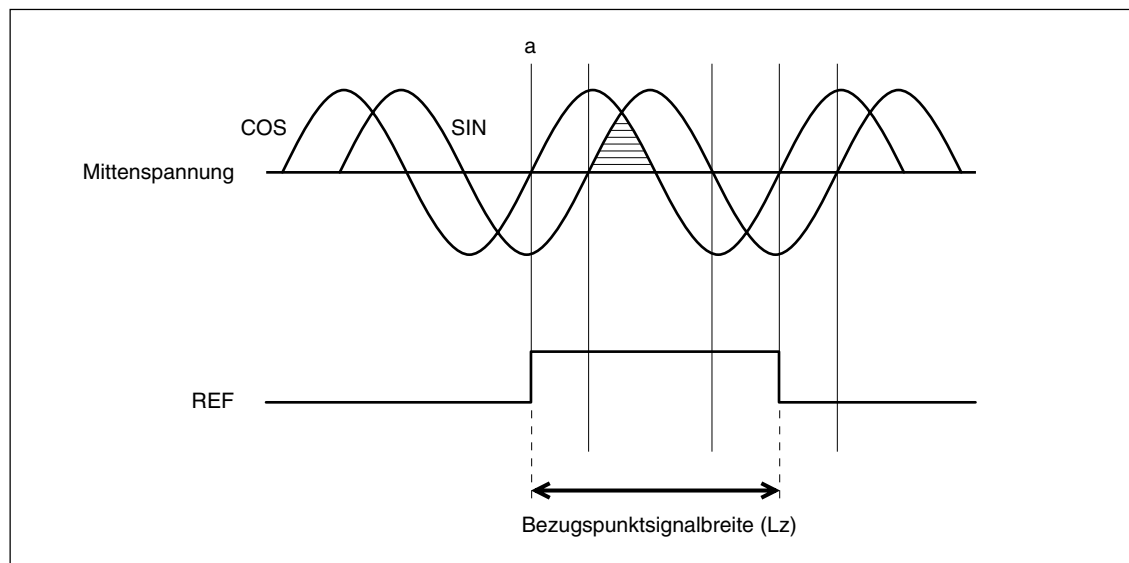 a
COS
SIN
Mittenspannung
REF
Bezugspunktsignalbreite (Lz)